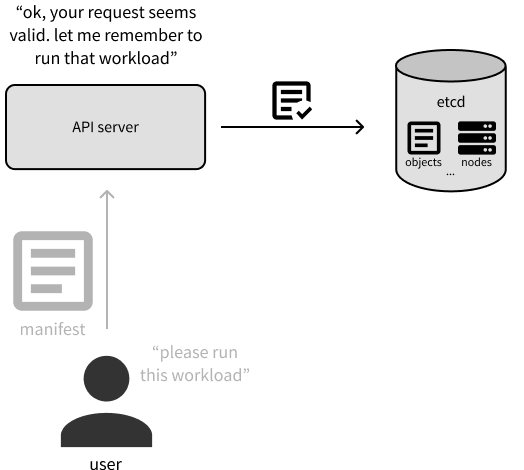 “ok, your request seems
valid. let me remember to
run that workload”
API server
etcd
objects
nodes
...
manifest
“please run
this workload”
user